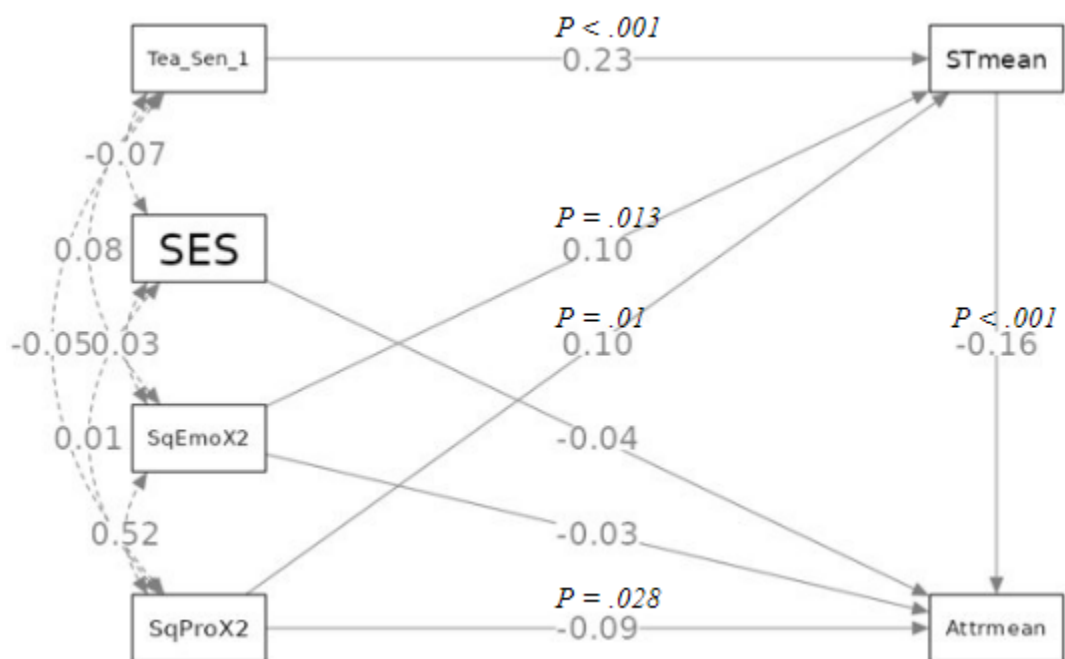 P < .001
Tea_Sen_1
0.23
STmean
-0.07
P = .013
SES
0.08
0.10
P = .01
P < .001
-0.05
0.03
0.10
-0.16
SqEmoX2
0.01
-0.04
0.52
-0.03
P = .028
SqProX2
-0.09
Attrmean